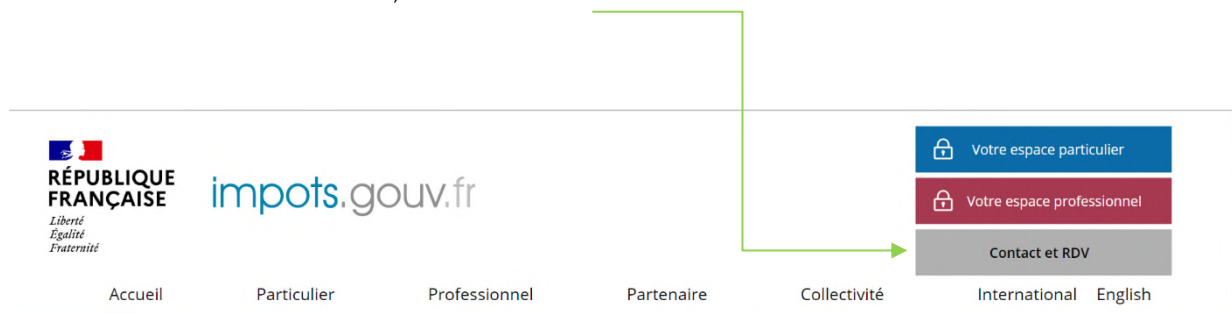 RÉPUBLIQUE
FRANÇAISE
Liberté
Égalité
Fraternité
impots.gouv.fr
Votre espace particulier
Votre espace professionnel
Contact et RDV
Accueil Particulier Professionnel Partenaire Collectivité International English